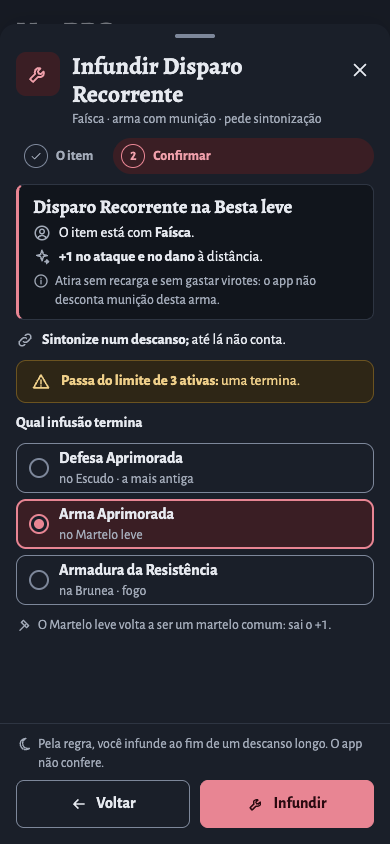 Infundir Disparo
Recorrente
Faísca · arma com munição · pede sintonização
O item
2 Confirmar
Disparo Recorrente na Besta leve
O item está com Faísca.
+1 no ataque e no dano à distância.
Atira sem recarga e sem gastar virotes: o app não
desconta munição desta arma.
Sintonize num descanso; até lá não conta.
Passa do limite de 3 ativas: uma termina.
Qual infusão termina
Defesa Aprimorada
no Escudo · a mais antiga
Arma Aprimorada
no Martelo leve
Armadura da Resistência
na Brunea · fogo
O Martelo leve volta a ser um martelo comum: sai o +1.
Pela regra, você infunde ao fim de um descanso longo. O app
não confere.
Voltar
Infundir